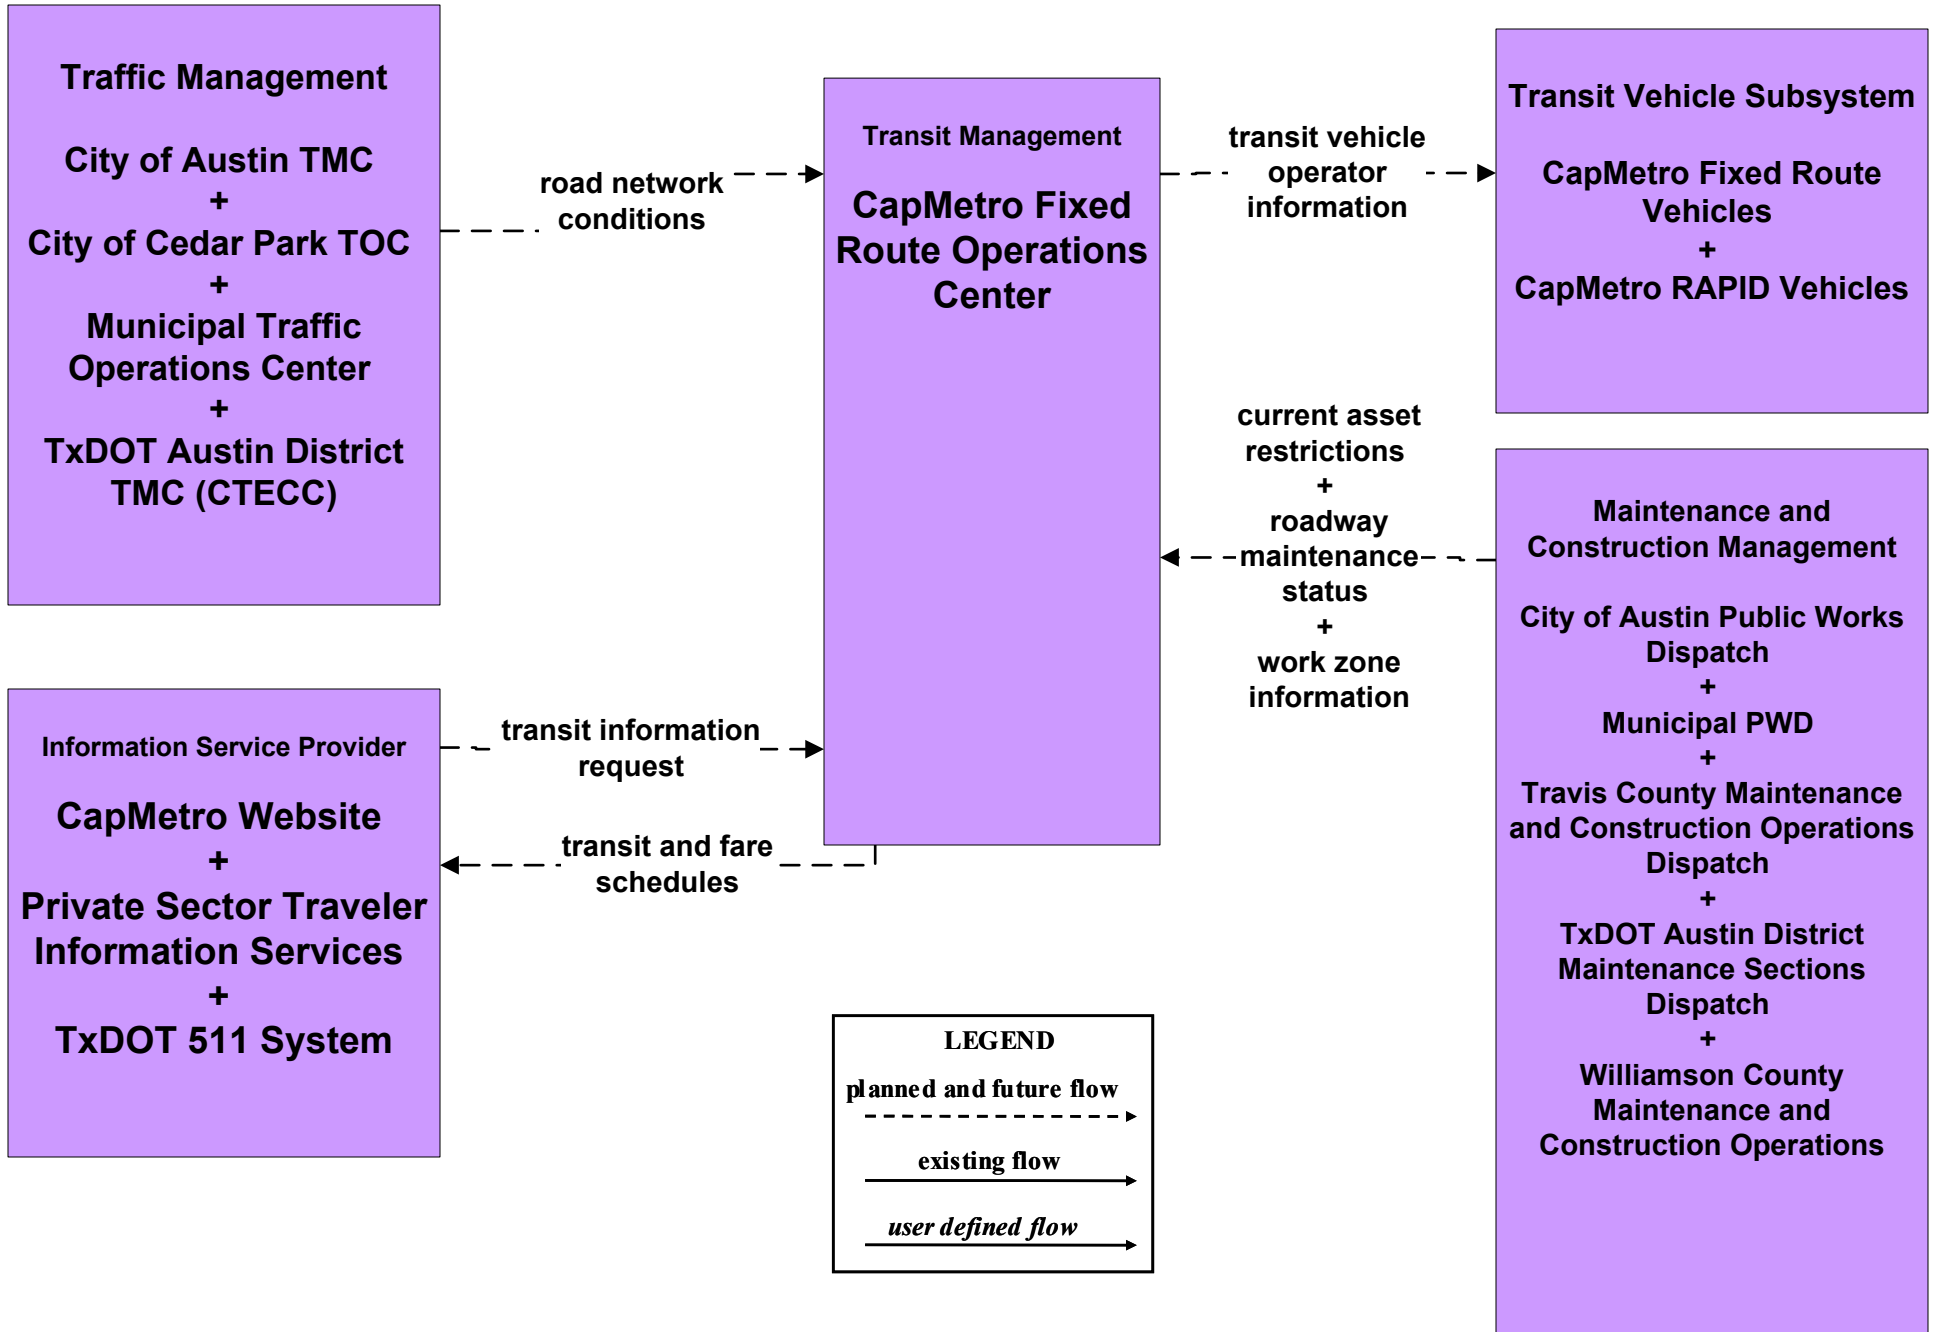 Traffic Management
City of Austin TMC
+
City of Cedar Park TOC
+
Municipal Traffic
Operations Center
+
TxDOT Austin District
TMC (CTECC)
road network
conditions
Transit Management
CapMetro Fixed
Route Operations
Center
transit vehicle
operator
information
Transit Vehicle Subsystem
CapMetro Fixed Route
Vehicles
+
CapMetro RAPID Vehicles
current asset
restrictions
+
roadway
maintenance
status
+
work zone
information
Maintenance and
Construction Management
City of Austin Public Works
Dispatch
+
Municipal PWD
+
Travis County Maintenance
and Construction Operations
Dispatch
+
TxDOT Austin District
Maintenance Sections
Dispatch
+
Williamson County
Maintenance and
Construction Operations
Information Service Provider
CapMetro Website
+
Private Sector Traveler
Information Services
+
TxDOT 511 System
transit information
request
transit and fare
schedules
LEGEND
planned and future flow
existing flow
user defined flow